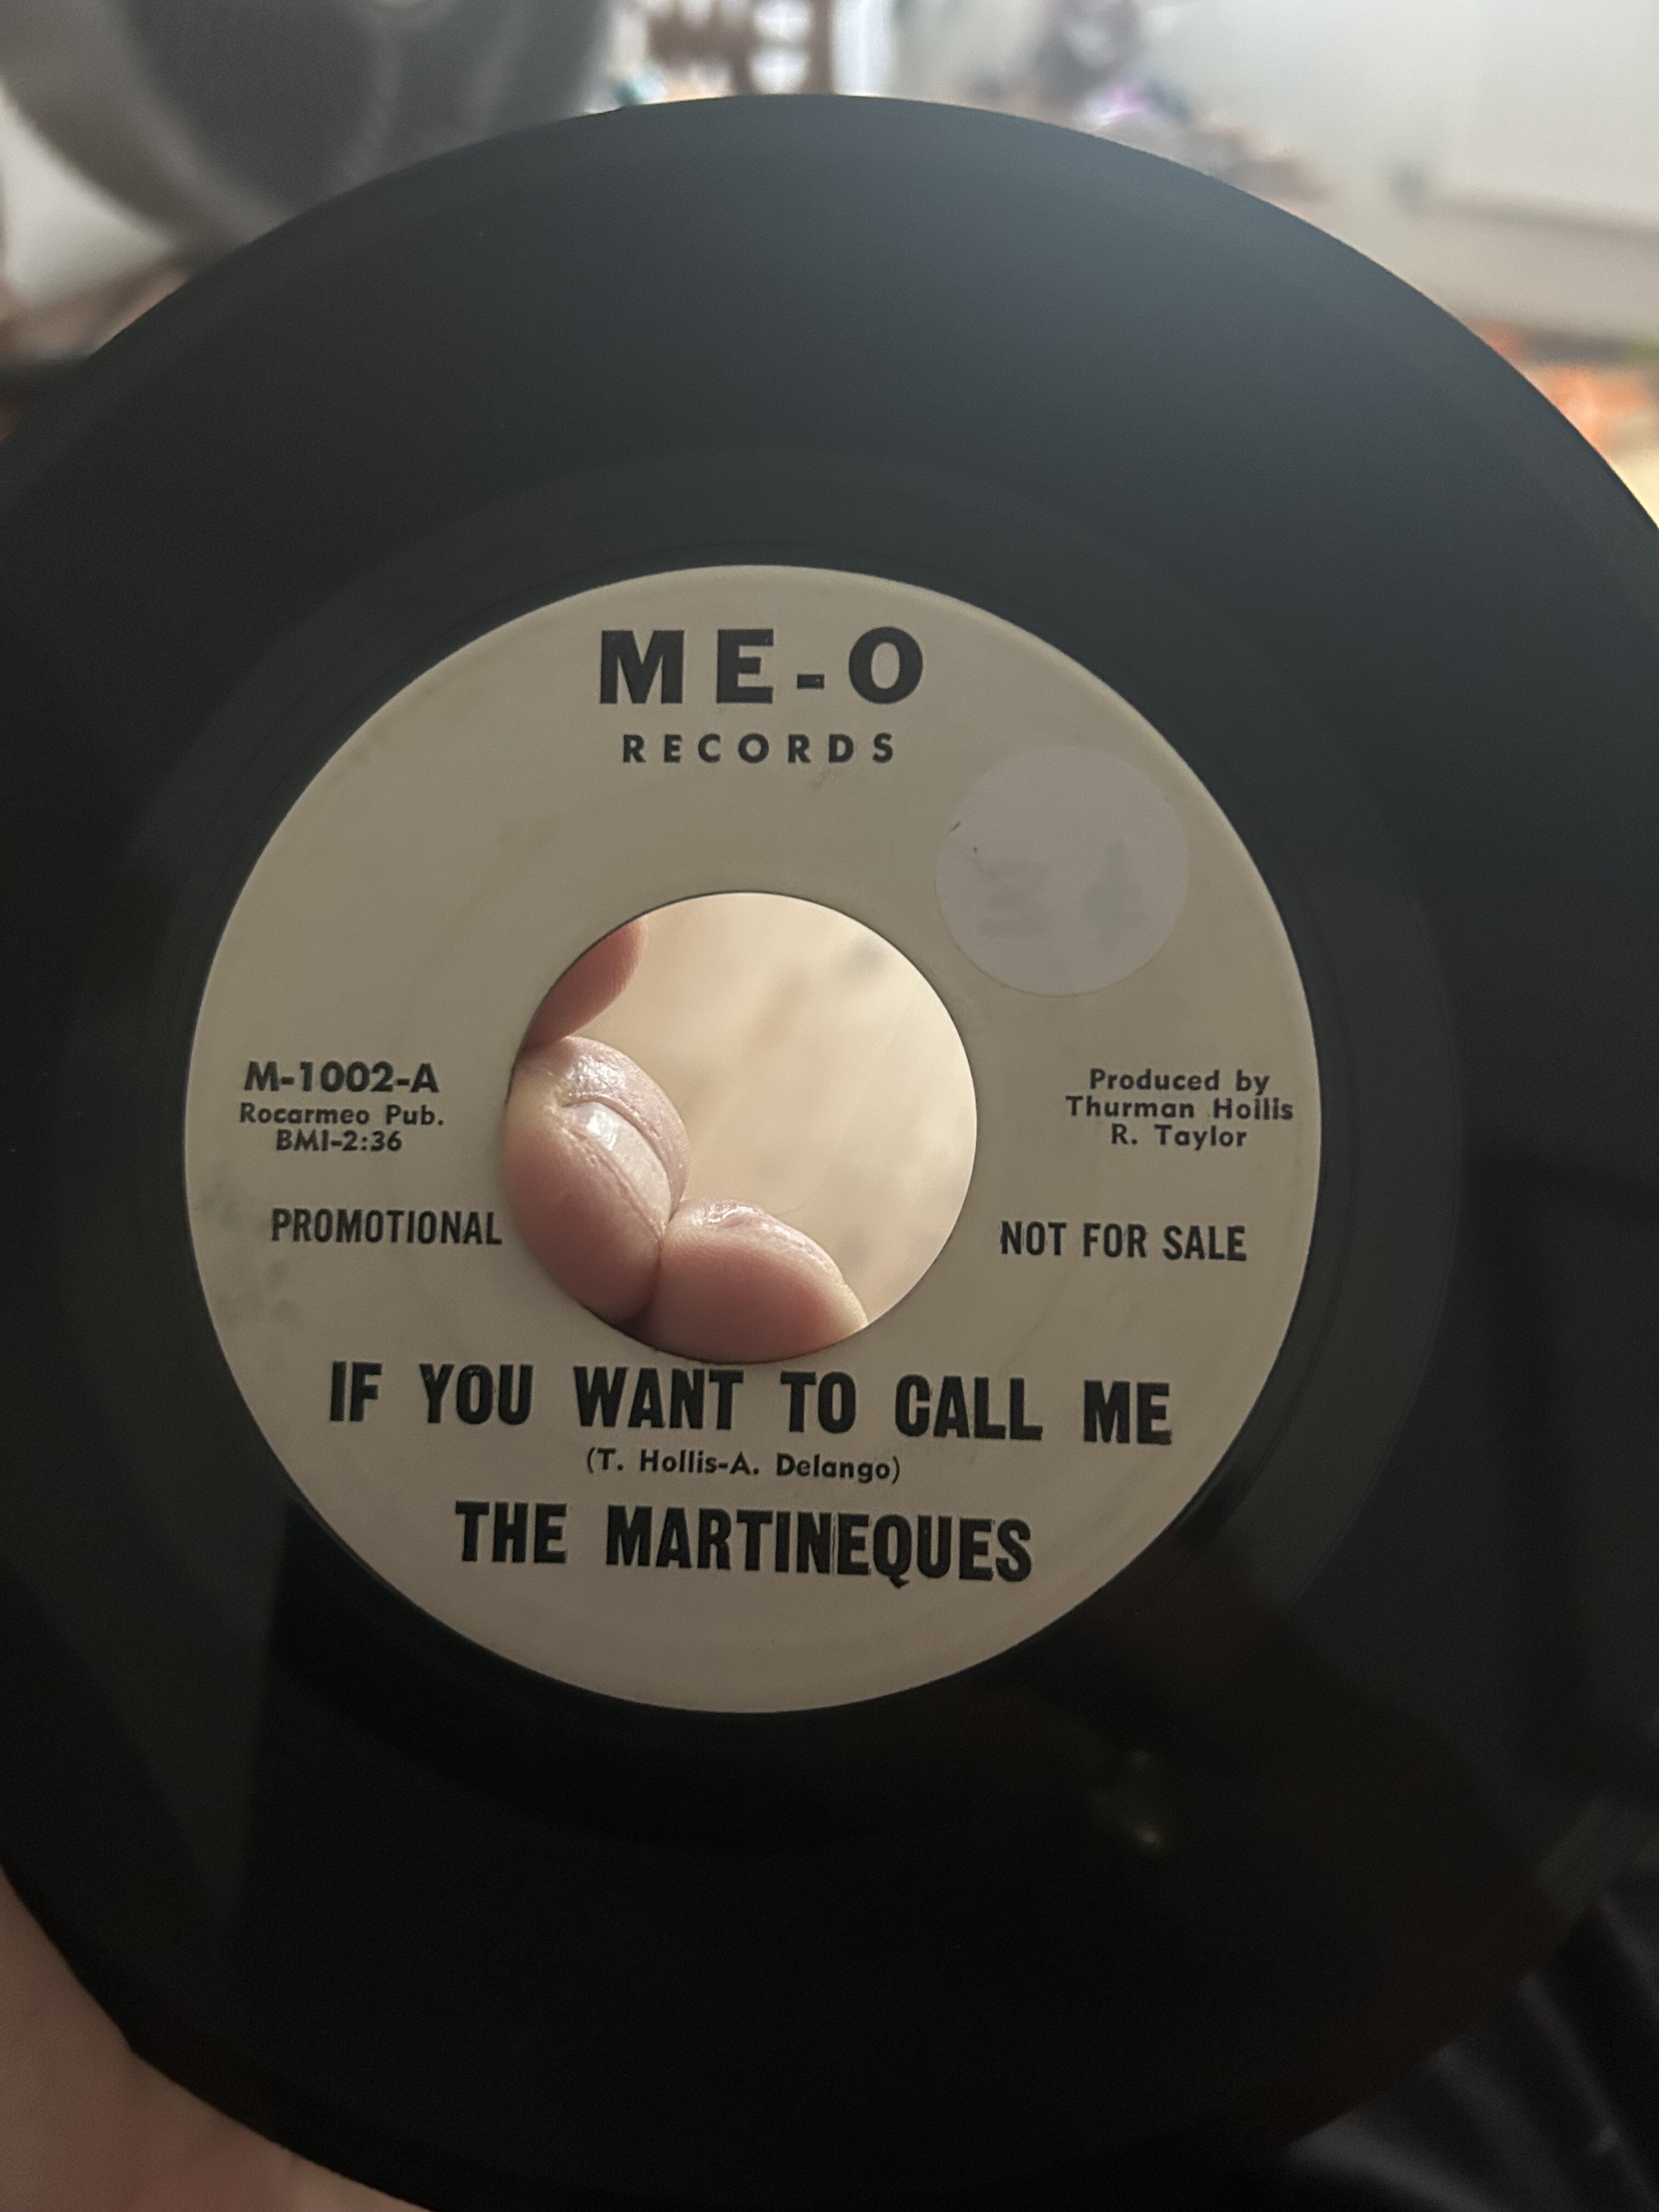 ME-O
RECORDS
M-1002-A
Rocarmeo Pub.
BMI-2:36
Produced by
Thurman Hollis
R. Taylor
PROMOTIONAL
NOT FOR SALE
IF YOU WANT TO CALL ME
(T. Hollis-A. Delango)
THE MARTINEQUES